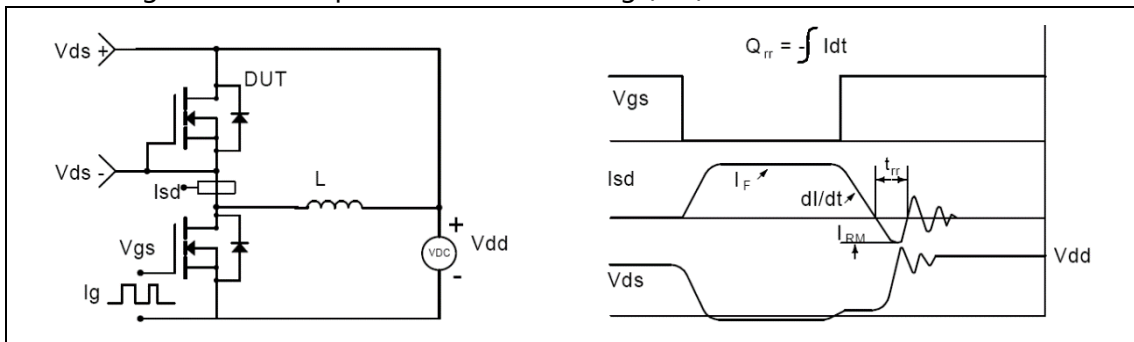 Vds +
DUT
Vds -
Isd
L
Vgs
Ig
+
VDC
-
Vdd
Q rr = -∫ Idt
Vgs
Isd
I F
dI/dt
t rr
I RM
Vdd
Vds